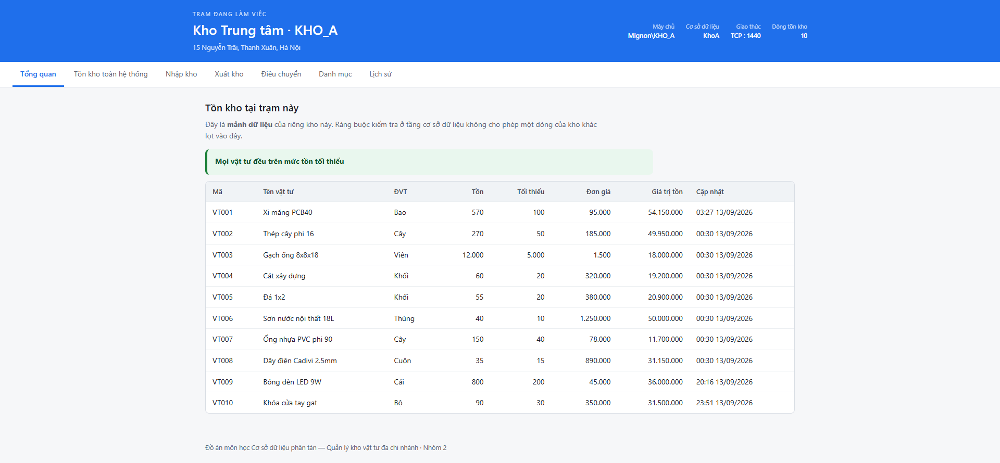 TRẠM ĐANG LÀM VIỆC
Kho Trung tâm · KHO_A
15 Nguyễn Trãi, Thanh Xuân, Hà Nội
Máy chủ Cơ sở dữ liệu Giao thức Dòng tồn kho
Mignon\KHO_A KhoA TCP : 1440 10
Tổng quan Tồn kho toàn hệ thống Nhập kho Xuất kho Điều chuyển Danh mục Lịch sử
Tồn kho tại trạm này
Đây là mảnh dữ liệu của riêng kho này. Ràng buộc kiểm tra ở tầng cơ sở dữ liệu không cho phép một dòng của kho khác
lọt vào đây.
Mọi vật tư đều trên mức tồn tối thiểu
Mã Tên vật tư ĐVT Tồn Tối thiểu Đơn giá Giá trị tồn Cập nhật
VT001 Xi măng PCB40 Bao 570 100 95.000 54.150.000 03:27 13/09/2026
VT002 Thép cây phi 16 Cây 270 50 185.000 49.950.000 00:30 13/09/2026
VT003 Gạch ống 8x8x18 Viên 12.000 5.000 1.500 18.000.000 00:30 13/09/2026
VT004 Cát xây dựng Khối 60 20 320.000 19.200.000 00:30 13/09/2026
VT005 Đá 1x2 Khối 55 20 380.000 20.900.000 00:30 13/09/2026
VT006 Sơn nước nội thất 18L Thùng 40 10 1.250.000 50.000.000 00:30 13/09/2026
VT007 Ống nhựa PVC phi 90 Cây 150 40 78.000 11.700.000 00:30 13/09/2026
VT008 Dây điện Cadivi 2.5mm Cuộn 35 15 890.000 31.150.000 00:30 13/09/2026
VT009 Bóng đèn LED 9W Cái 800 200 45.000 36.000.000 20:16 13/09/2026
VT010 Khóa cửa tay gạt Bộ 90 30 350.000 31.500.000 23:51 13/09/2026
Đồ án môn học Cơ sở dữ liệu phân tán — Quản lý kho vật tư đa chi nhánh · Nhóm 2